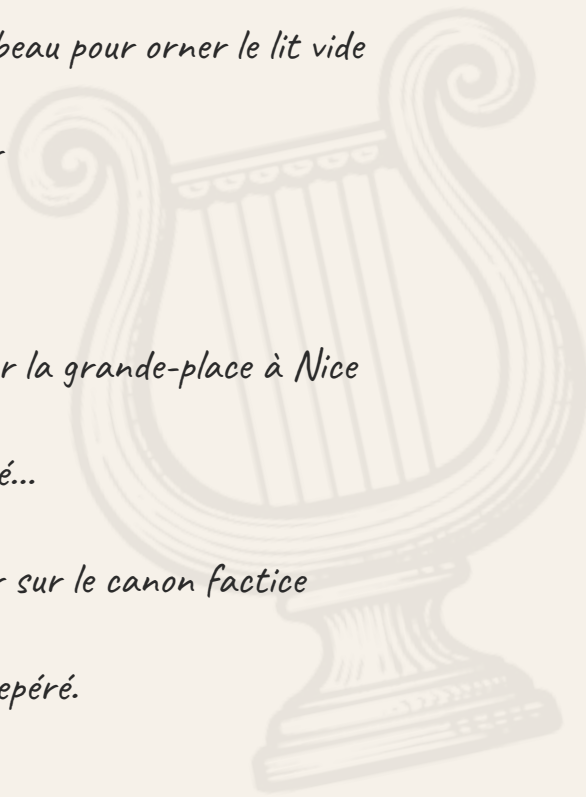 beau pour orner le lit vide
r
r la grande-place à Nice
é...
r sur le canon factice
epéré.